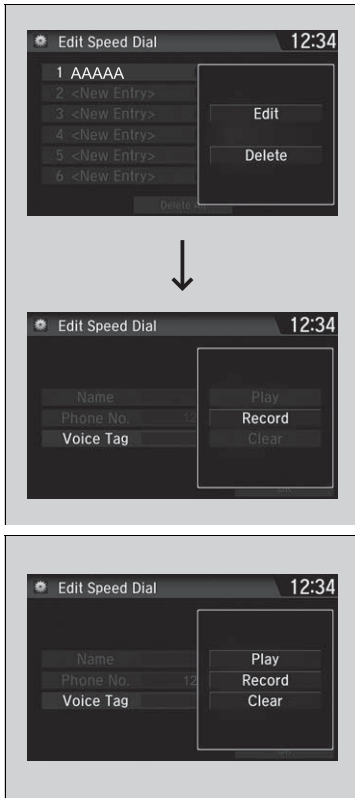 Edit Speed Dial 12:34
1 AAAAA
2 <New Entry>
3 <New Entry>
4 <New Entry>
5 <New Entry>
6 <New Entry>
Edit
Delete
Delete All
Edit Speed Dial 12:34
Name Play
Phone No. 12 Record
Voice Tag Clear
Edit Speed Dial 12:34
Name Play
Phone No. 12 Record
Voice Tag Clear